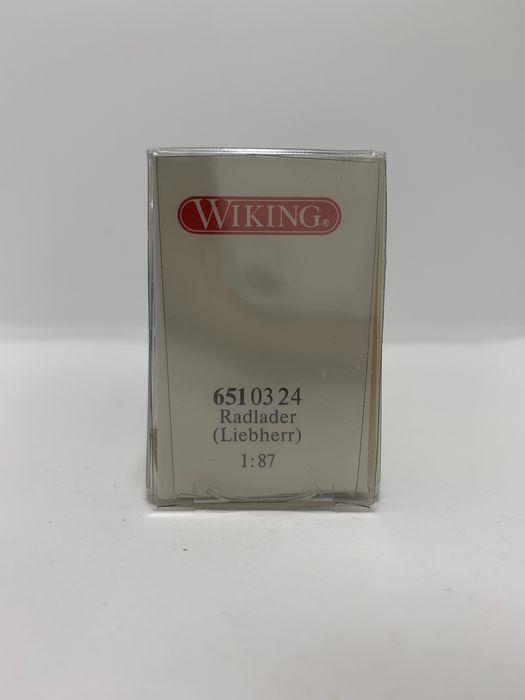 WIKING®
651 03 24
Radlader
(Liebherr)
1:87